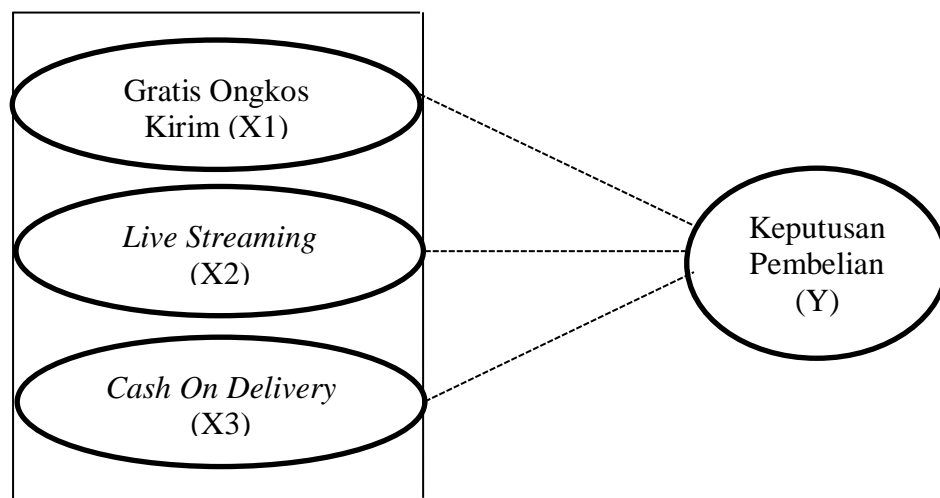 Gratis Ongkos
Kirim (X1)
Live Streaming
(X2)
Cash On Delivery
(X3)
Keputusan
Pembelian
(Y)